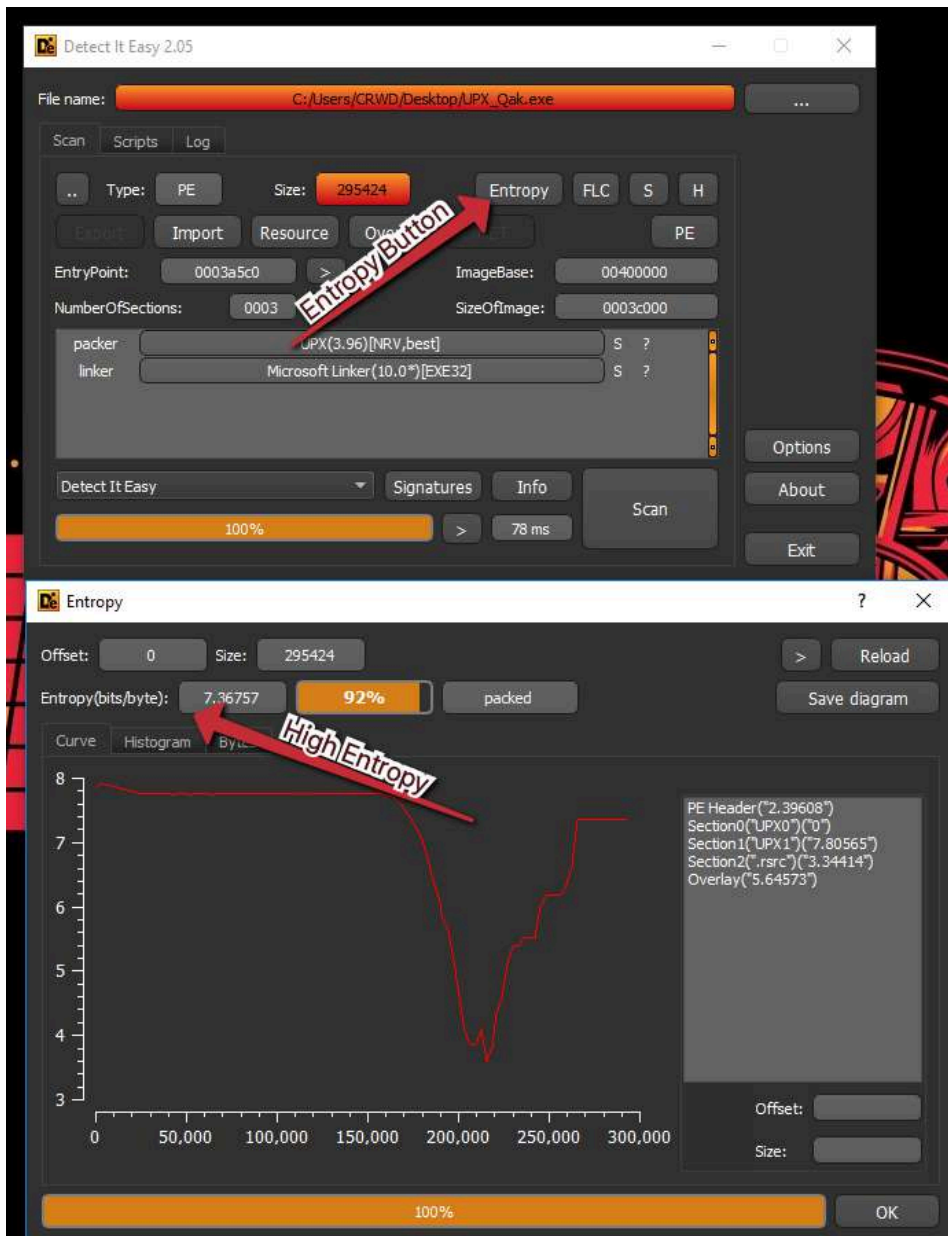 Detect It Easy 2.05
File name: C:/Users/CRWD/Desktop/UPX_Qak.exe ...
Scan Scripts Log
.. Type: PE Size: 295424 Entropy FLC S H
Export Import Resource PE
Entropy Button
EntryPoint: 0003a5c0 > ImageBase: 00400000
NumberOfSections: 0003 SizeOfImage: 0003c000
packer UPX(3.96)[NRV,best] S ?
linker Microsoft Linker(10.0*)[EXE32] S ?
Options
Detect It Easy Signatures Info About
Scan
100% > 78 ms
Exit
Entropy ?
Offset: 0 Size: 295424 > Reload
Entropy(bits/byte): 7.36757 92% packed Save diagram
Curve Histogram
High Entropy
8
7
6
5
4
3
0 50,000 100,000 150,000 200,000 250,000 300,000
PE Header("2.39608")
Section0("UPX0")("0")
Section1("UPX1")("7.80565")
Section2(".rsrc")("3.34414")
Overlay("5.64573")
Offset:
Size:
100% OK